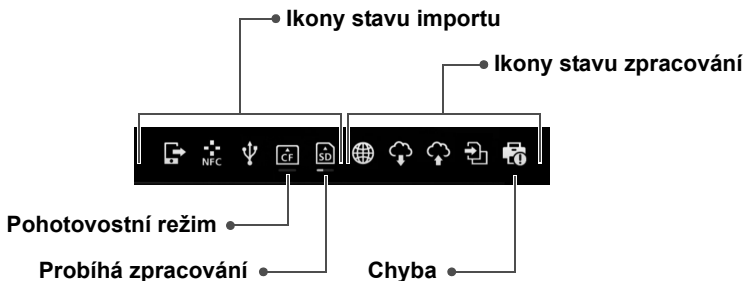 Ikony stavu importu
Ikony stavu zpracování
NFC CF SD
Pohotovostní režim
Probíhá zpracování Chyba